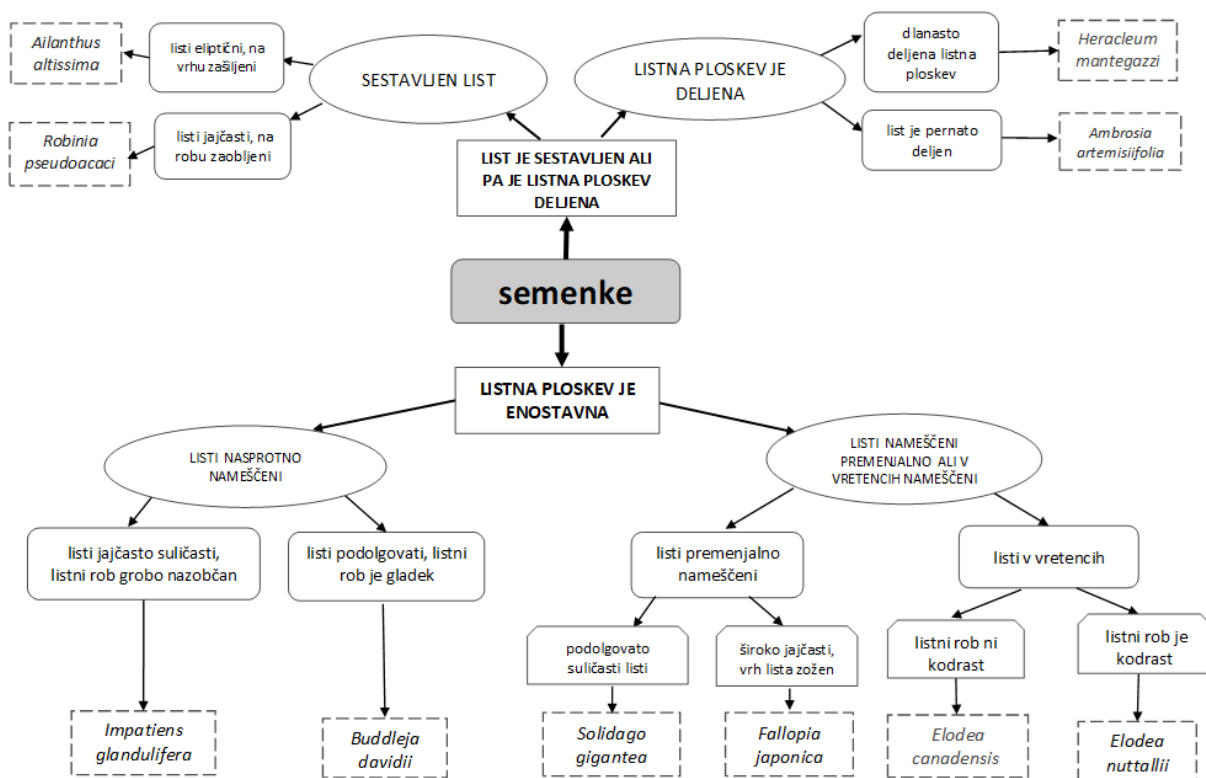 Ailanthus
altissima
listi eliptični, na
vrhu zašiljeni
SESTAVLJEN LIST
LISTNA PLOSKEV JE
DELJENA
dlanasto
deljena listna
ploskev
Heracleum
mantegazzi
Robinia
pseudoacaci
listi jajčasti, na
robu zaobljeni
list je pernato
deljen
Ambrosia
artemisiifolia
LIST JE SESTAVLJEN ALI
PA JE LISTNA PLOSKEV
DELJENA
semenke
LISTNA PLOSKEV JE
ENOSTAVNA
LISTI NASPROTNO
NAMEŠČENI
LISTI NAMEŠČENI
PREMENJALNO ALI V
VRETENCIH NAMEŠČENI
listi jajčasto suličasti,
listni rob grobo nazobčan
listi podolgovati, listni
rob je gladek
listi premenjalno
nameščeni
listi v vretencih
podolgovato
suličasti listi
široko jajčasti,
vrh lista zožen
listni rob ni
kodrast
listni rob je
kodrast
Impatiens
glandulifera
Buddleja
davidii
Solidago
gigantea
Fallopia
japonica
Elodea
canadensis
Elodea
nuttallii